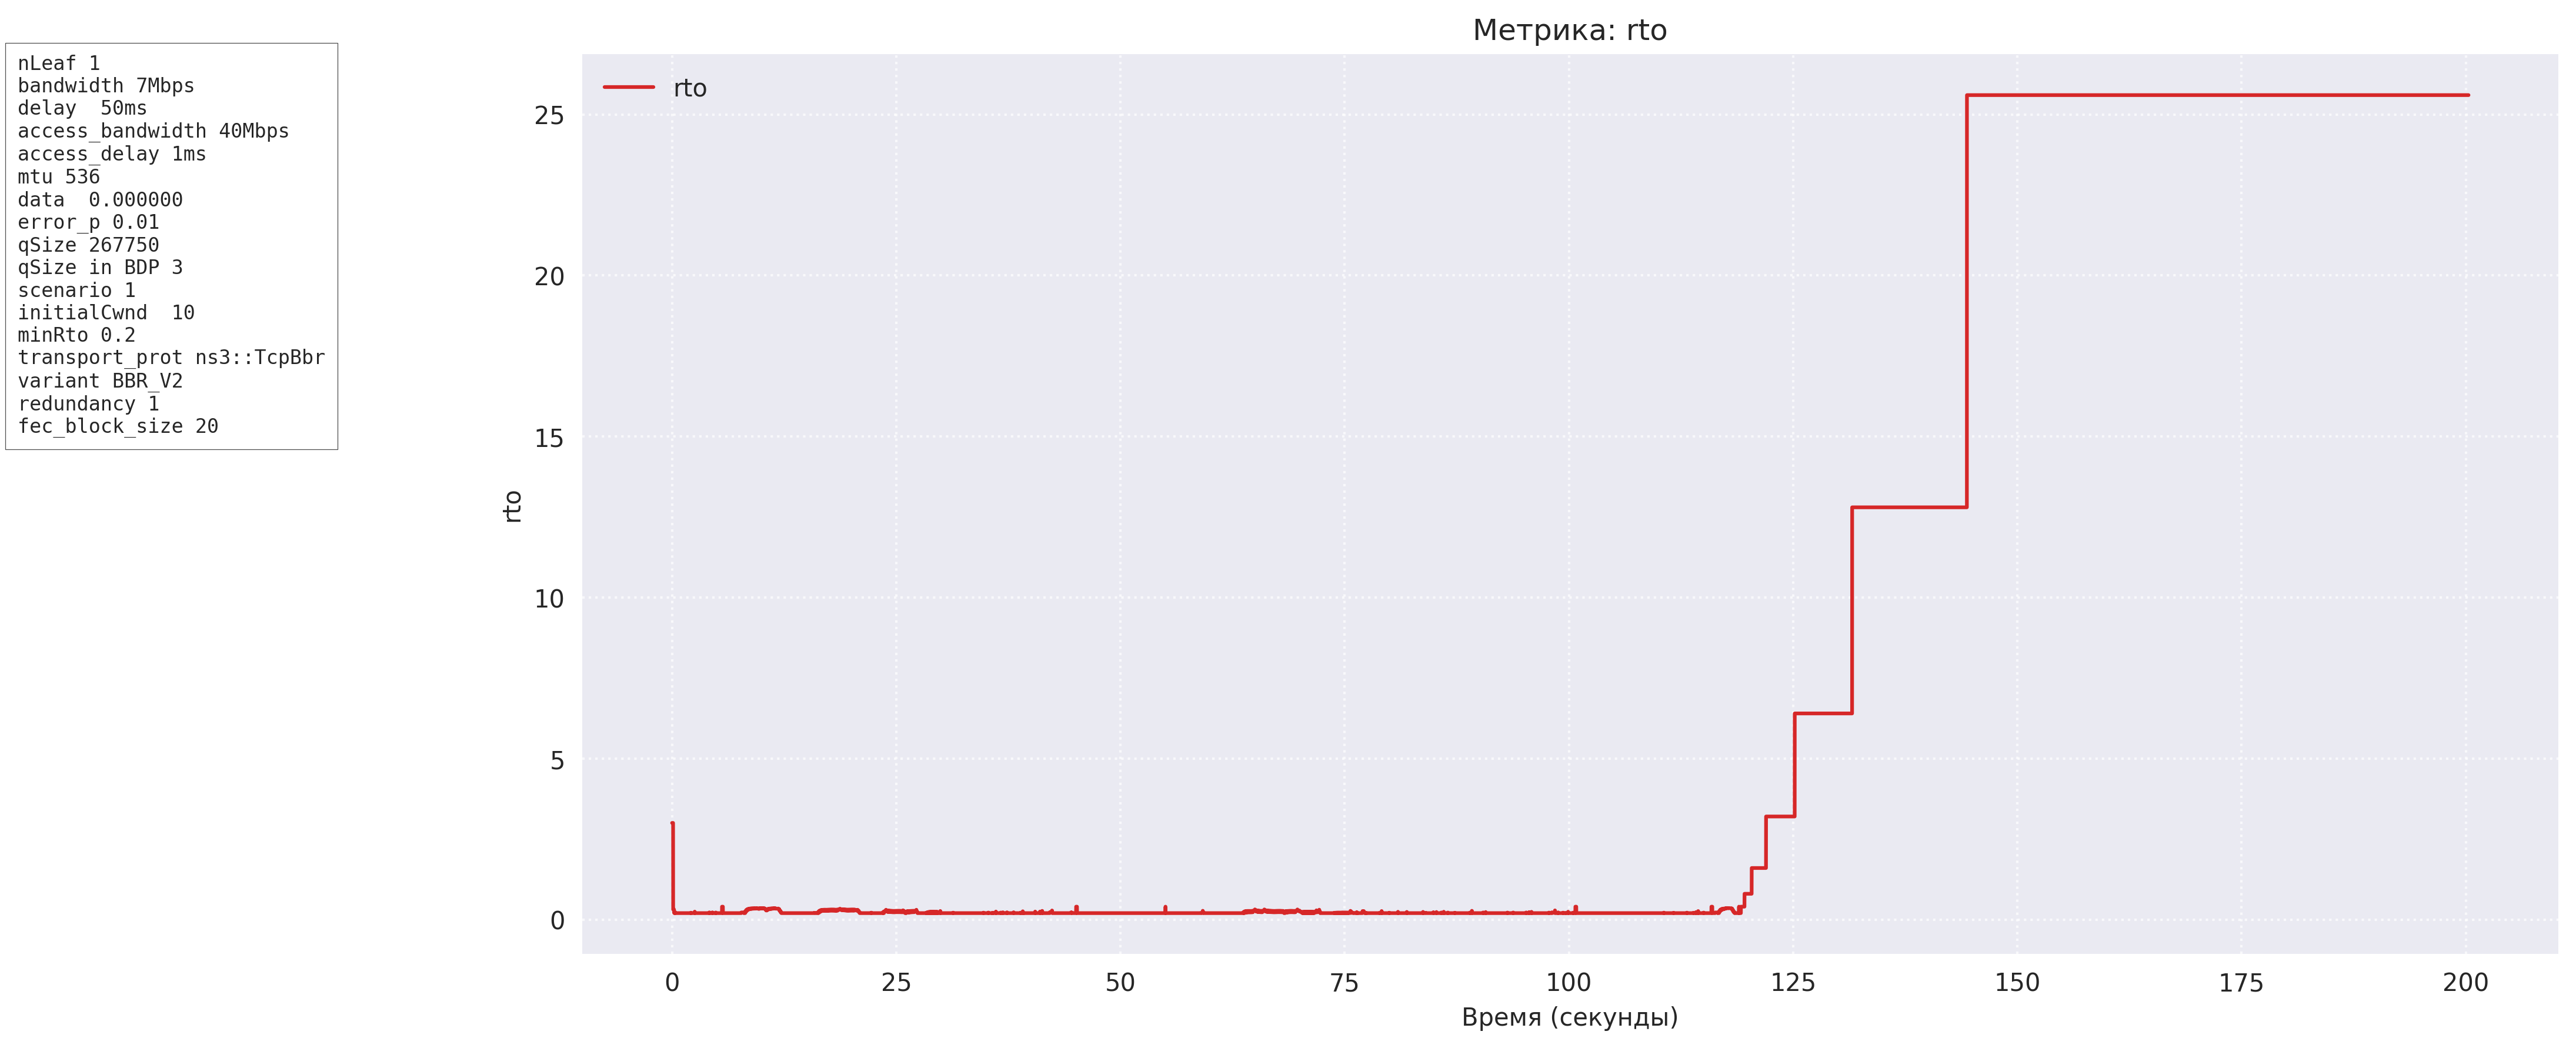 Метрика: rto
nLeaf 1
bandwidth 7Mbps
delay  50ms
access_bandwidth 40Mbps
access_delay 1ms
mtu 536
data  0.000000
error_p 0.01
qSize 267750
qSize in BDP 3
scenario 1
initialCwnd  10
minRto 0.2
transport_prot ns3::TcpBbr
variant BBR_V2
redundancy 1
fec_block_size 20
rto
25
20
15
10
5
0
rto
0 25 50 75 100 125 150 175 200
Время (секунды)